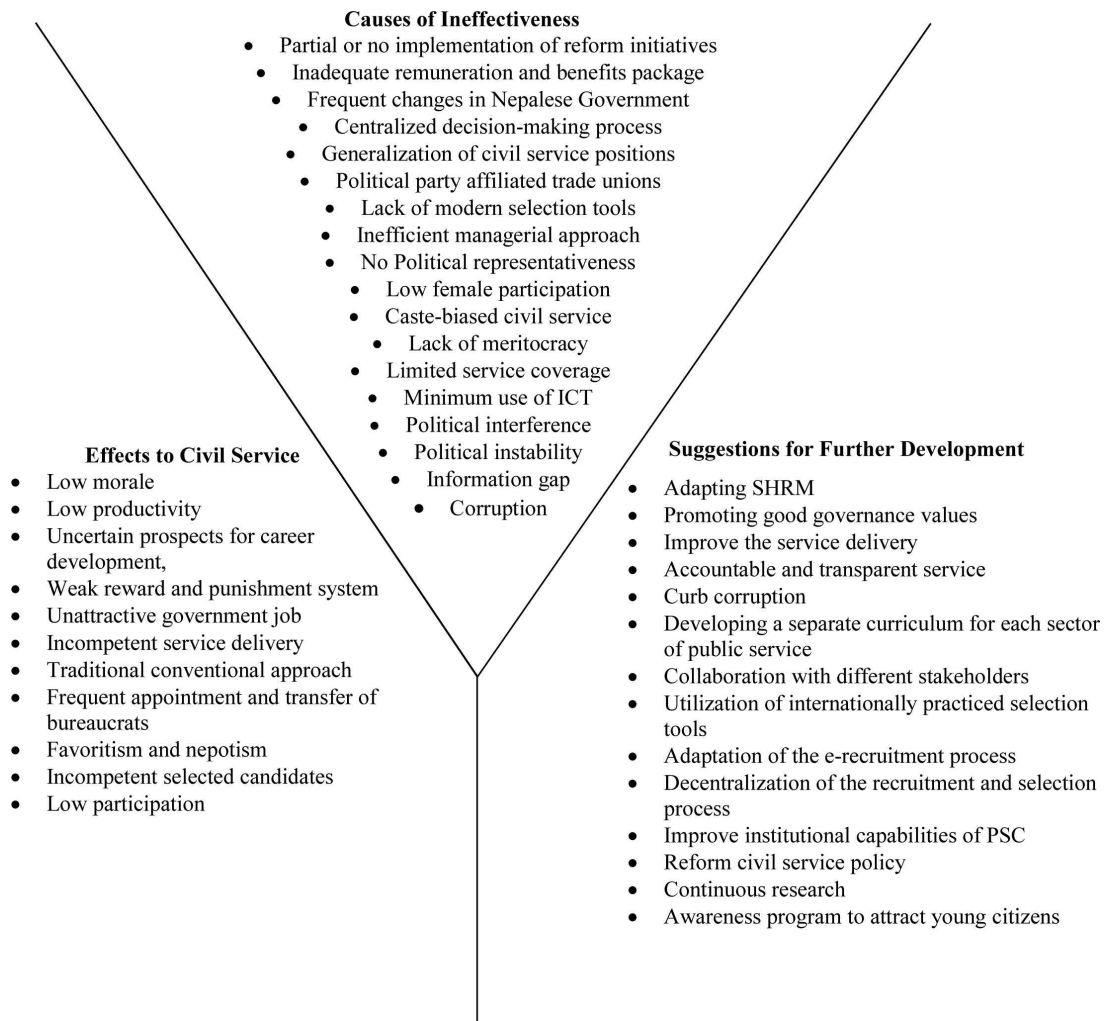 Causes of Ineffectiveness
• Partial or no implementation of reform initiatives
• Inadequate remuneration and benefits package
• Frequent changes in Nepalese Government
• Centralized decision-making process
• Generalization of civil service positions
• Political party affiliated trade unions
• Lack of modern selection tools
• Inefficient managerial approach
• No Political representativeness
• Low female participation
• Caste-biased civil service
• Lack of meritocracy
• Limited service coverage
• Minimum use of ICT
• Political interference
• Political instability
• Information gap
• Corruption
Effects to Civil Service
• Low morale
• Low productivity
• Uncertain prospects for career
development,
• Weak reward and punishment system
• Unattractive government job
• Incompetent service delivery
• Traditional conventional approach
• Frequent appointment and transfer of
bureaucrats
• Favoritism and nepotism
• Incompetent selected candidates
• Low participation
Suggestions for Further Development
• Adapting SHRM
• Promoting good governance values
• Improve the service delivery
• Accountable and transparent service
• Curb corruption
• Developing a separate curriculum for each sector
of public service
• Collaboration with different stakeholders
• Utilization of internationally practiced selection
tools
• Adaptation of the e-recruitment process
• Decentralization of the recruitment and selection
process
• Improve institutional capabilities of PSC
• Reform civil service policy
• Continuous research
• Awareness program to attract young citizens